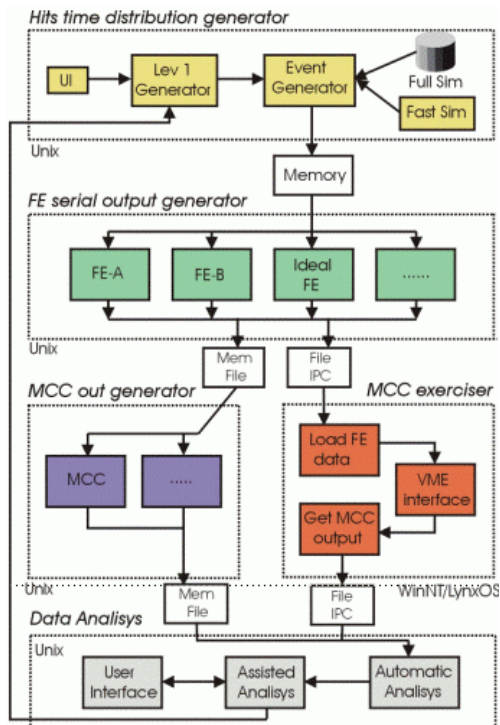 Hits time distribution generator
UI
Lev 1
Generator
Event
Generator
Full Sim
Fast Sim
Unix
Memory
FE serial output generator
FE-A
FE-B
Ideal
FE
......
Unix
Mem
File
File
IPC
MCC out generator
MCC exerciser
MCC
.....
Load FE
data
VME
interface
Get MCC
output
Unix
Mem
File
File
IPC
WinNT/LynxOS
Data Analisys
Unix
User
Interface
Assisted
Analisys
Automatic
Analisys